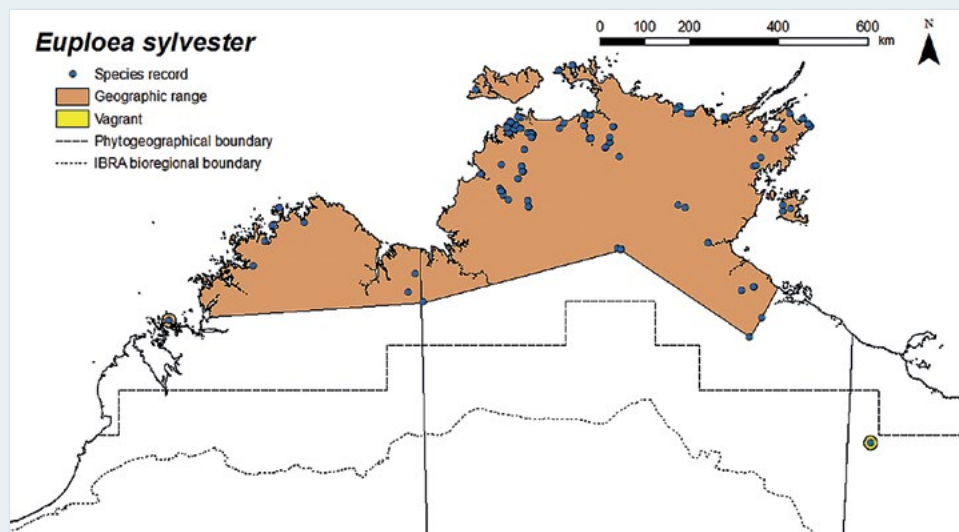 Euploea sylvester
Species record
Geographic range
Vagrant
Phytogeographical boundary
IBRA bioregional boundary
0 100 200 400 600
km
N